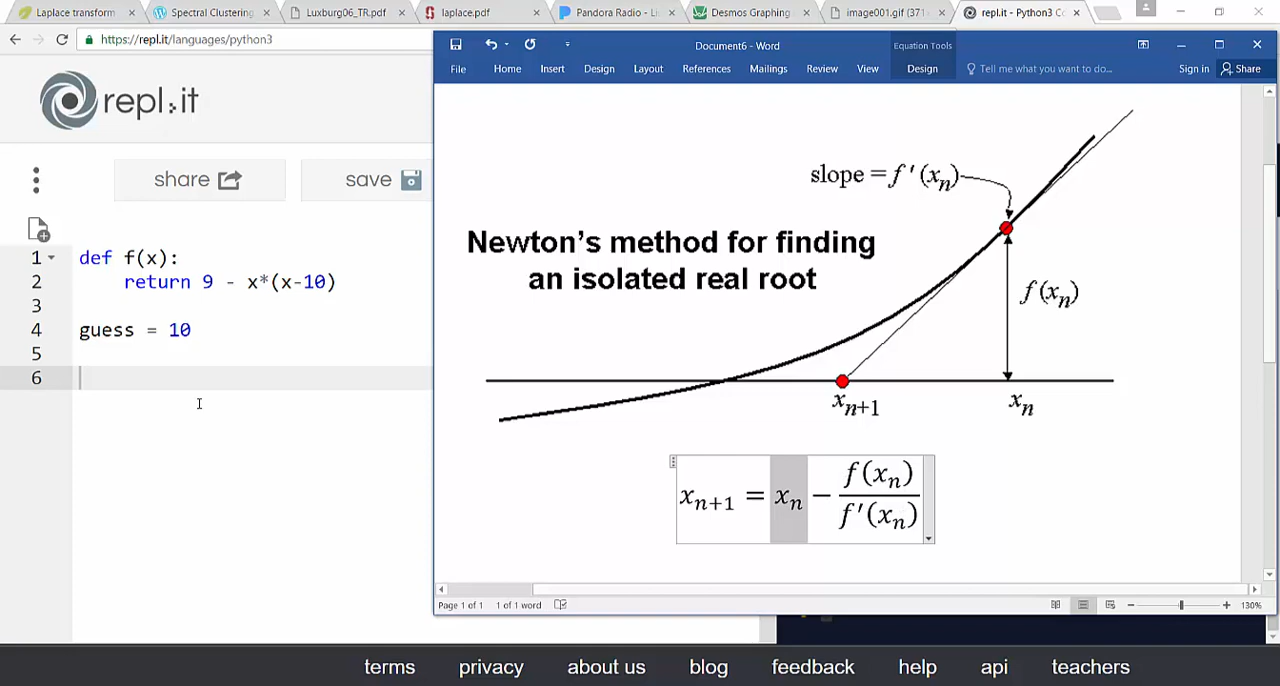 Laplace transform
Spectral Clustering
Luxburg06_TR.pdf
laplace.pdf
Pandora Radio - Li
Desmos Graphing
image001.gif (371
repl.it - Python3 Co
https://repl.it/languages/python3
repl.it
share
save
1 def f(x):
2 return 9 - x*(x-10)
3
4 guess = 10
5
6
Document6 - Word
Equation Tools
File Home Insert Design Layout References Mailings Review View Design Tell me what you want to do... Sign in Share
slope = f ′(xn)
Newton's method for finding
an isolated real root
f(xn)
xn+1
xn
xn+1 = xn − f(xn) / f′(xn)
Page 1 of 1 1 of 1 word 130%
terms privacy about us blog feedback help api teachers